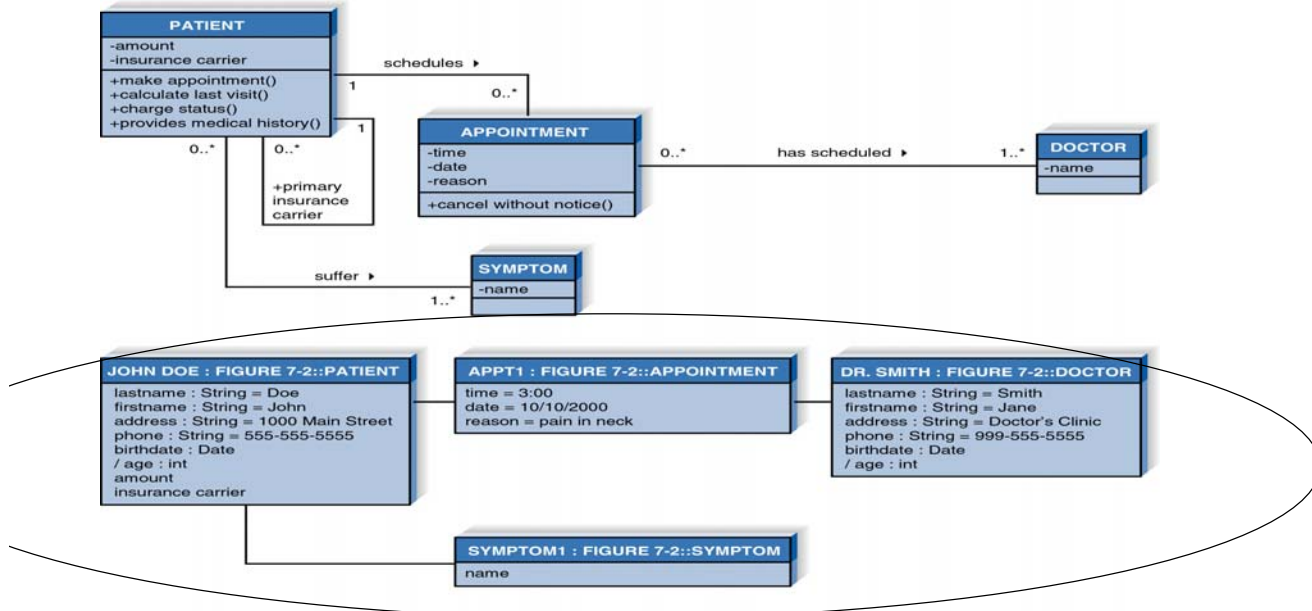 PATIENT
-amount
-insurance carrier
+make appointment()
+calculate last visit()
+charge status()
+provides medical history()
schedules ▸
1
0..*
1
0..*
0..*
+primary
insurance
carrier
APPOINTMENT
-time
-date
-reason
+cancel without notice()
0..*
has scheduled ▸
1..*
DOCTOR
-name
suffer ▸
1..*
SYMPTOM
-name
JOHN DOE : FIGURE 7-2::PATIENT
lastname : String = Doe
firstname : String = John
address : String = 1000 Main Street
phone : String = 555-555-5555
birthdate : Date
/ age : int
amount
insurance carrier
APPT1 : FIGURE 7-2::APPOINTMENT
time = 3:00
date = 10/10/2000
reason = pain in neck
DR. SMITH : FIGURE 7-2::DOCTOR
lastname : String = Smith
firstname : String = Jane
address : String = Doctor's Clinic
phone : String = 999-555-5555
birthdate : Date
/ age : int
SYMPTOM1 : FIGURE 7-2::SYMPTOM
name